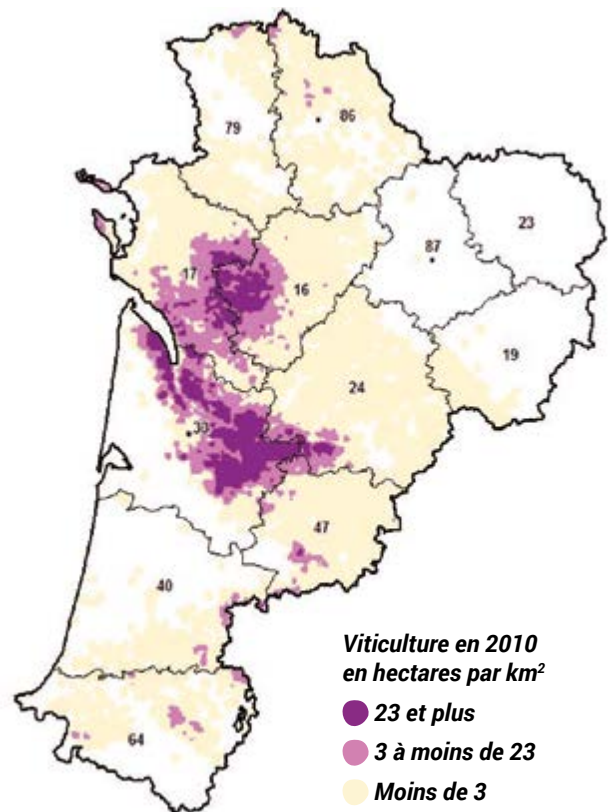 79
86
23
87
17
16
19
24
33
47
40
64
Viticulture en 2010
en hectares par km²
23 et plus
3 à moins de 23
Moins de 3